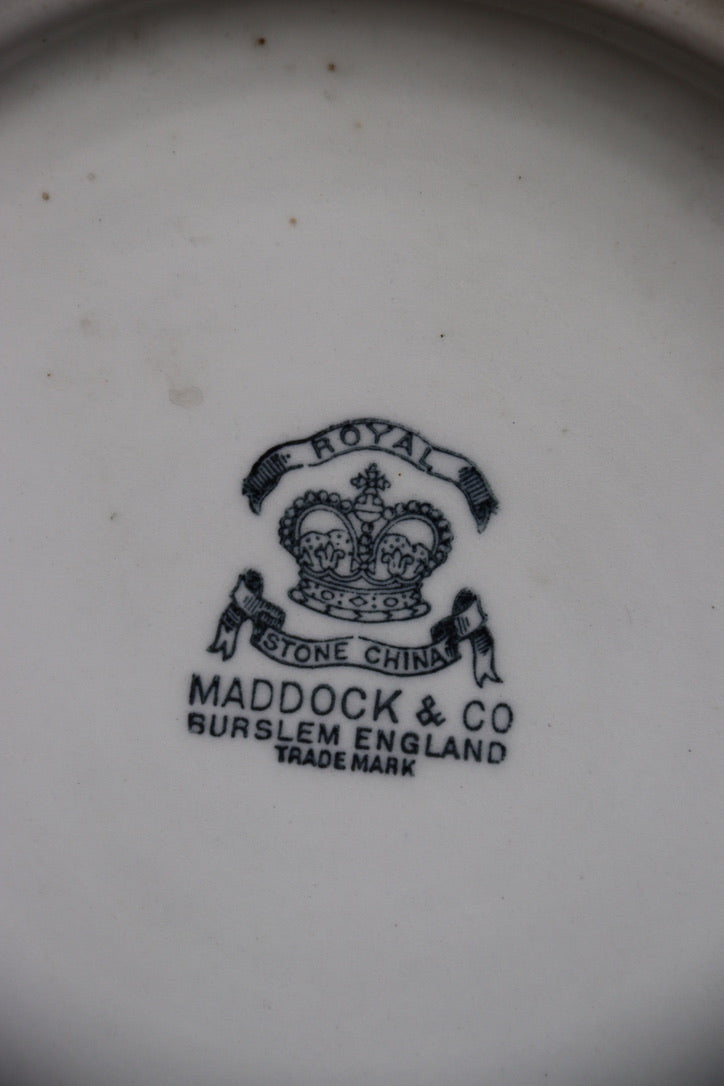 ROYAL
STONE CHINA
MADDOCK & CO
BURSLEM ENGLAND
TRADE MARK